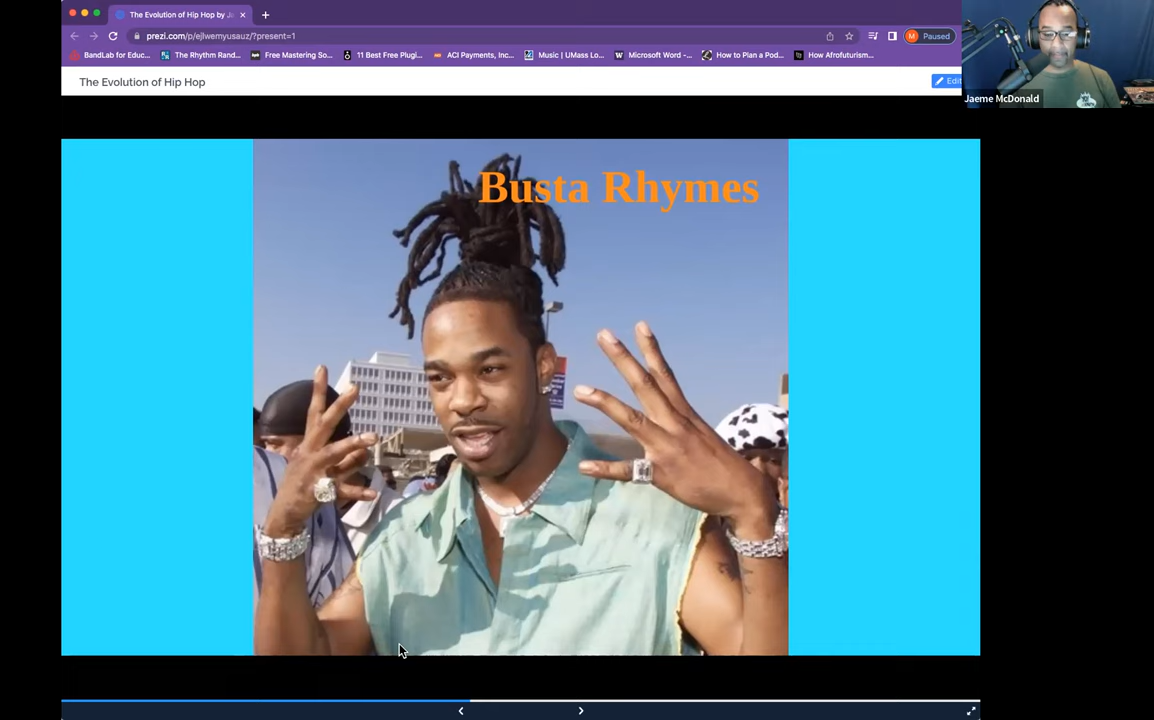 The Evolution of Hip Hop by Ja
prezi.com/p/ejlwemyusauz/?present=1
Paused
BandLab for Educ...
The Rhythm Rand...
Free Mastering So...
11 Best Free Plugi...
ACI Payments, Inc...
Music | UMass Lo...
Microsoft Word -...
How to Plan a Pod...
How Afrofuturism...
The Evolution of Hip Hop
Edit
Jaeme McDonald
Busta Rhymes